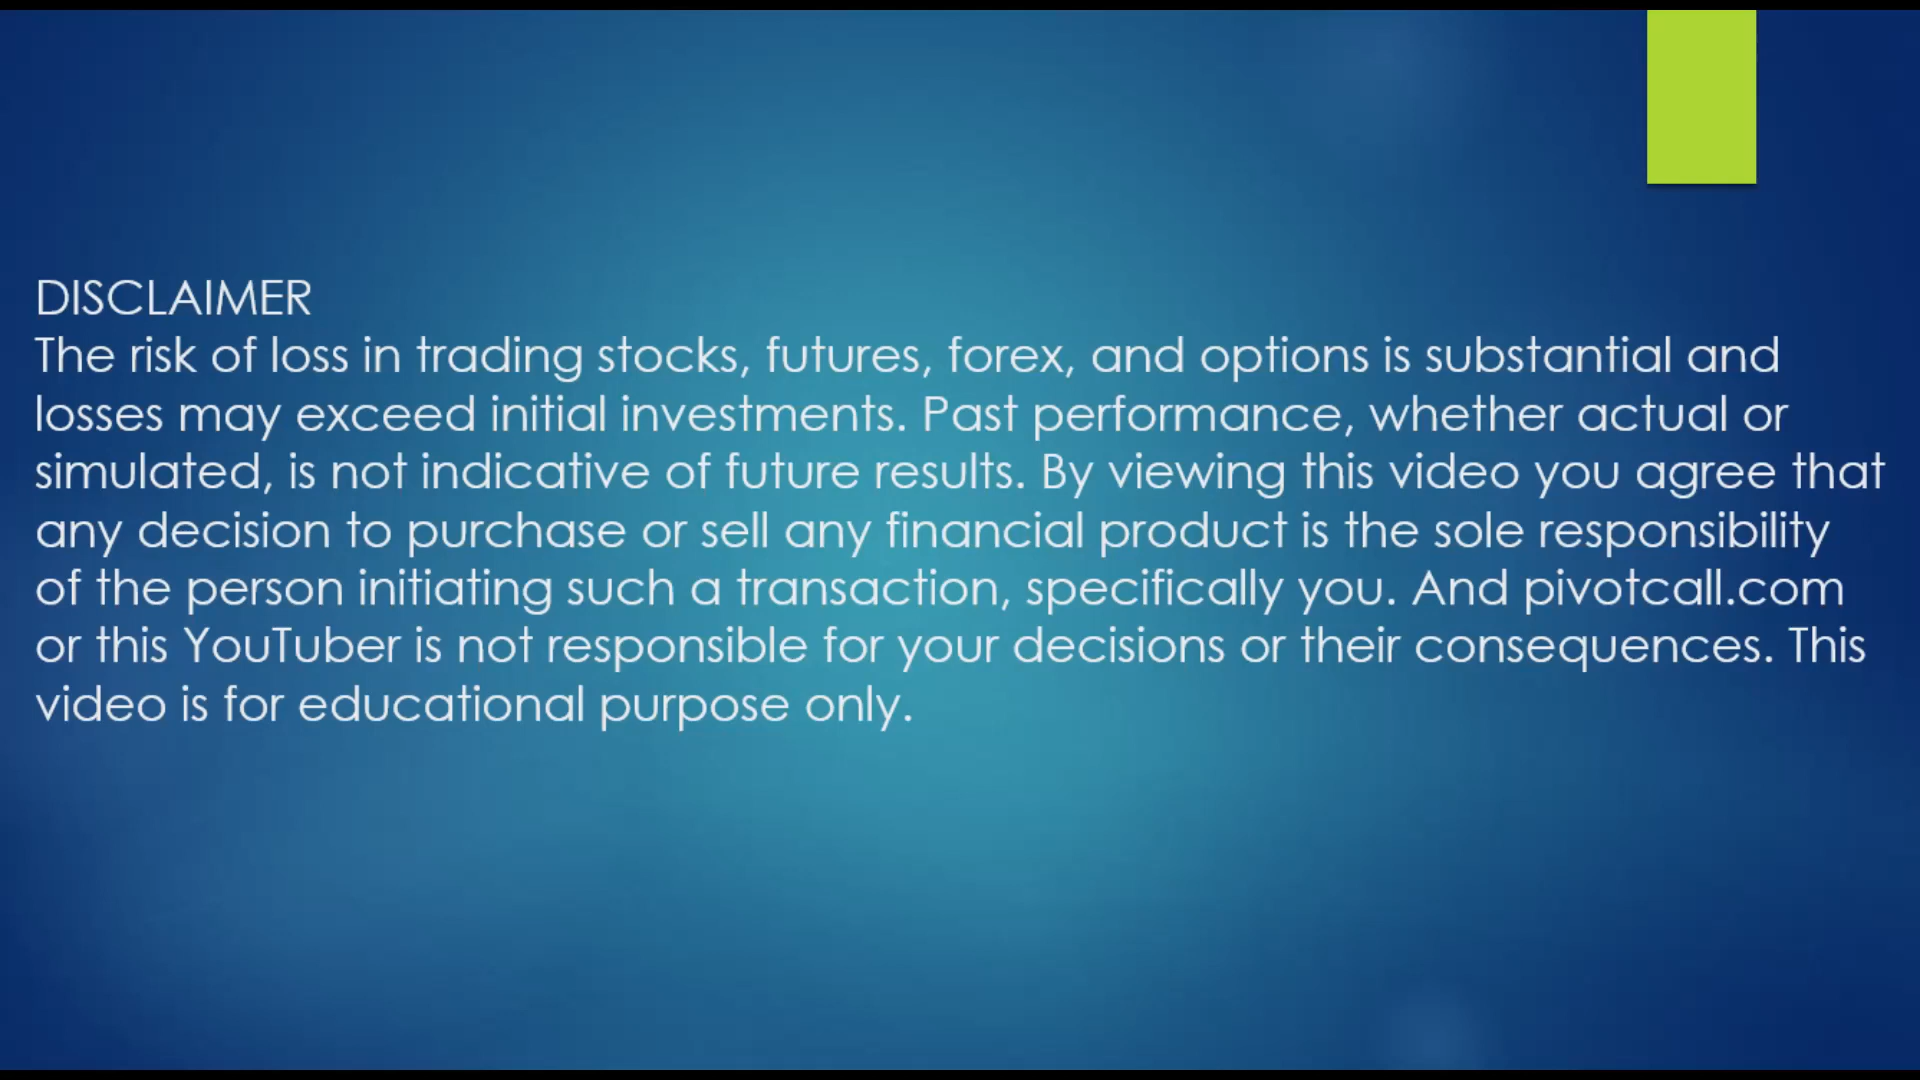 DISCLAIMER
The risk of loss in trading stocks, futures, forex, and options is substantial and
losses may exceed initial investments. Past performance, whether actual or
simulated, is not indicative of future results. By viewing this video you agree that
any decision to purchase or sell any financial product is the sole responsibility
of the person initiating such a transaction, specifically you. And pivotcall.com
or this YouTuber is not responsible for your decisions or their consequences. This
video is for educational purpose only.